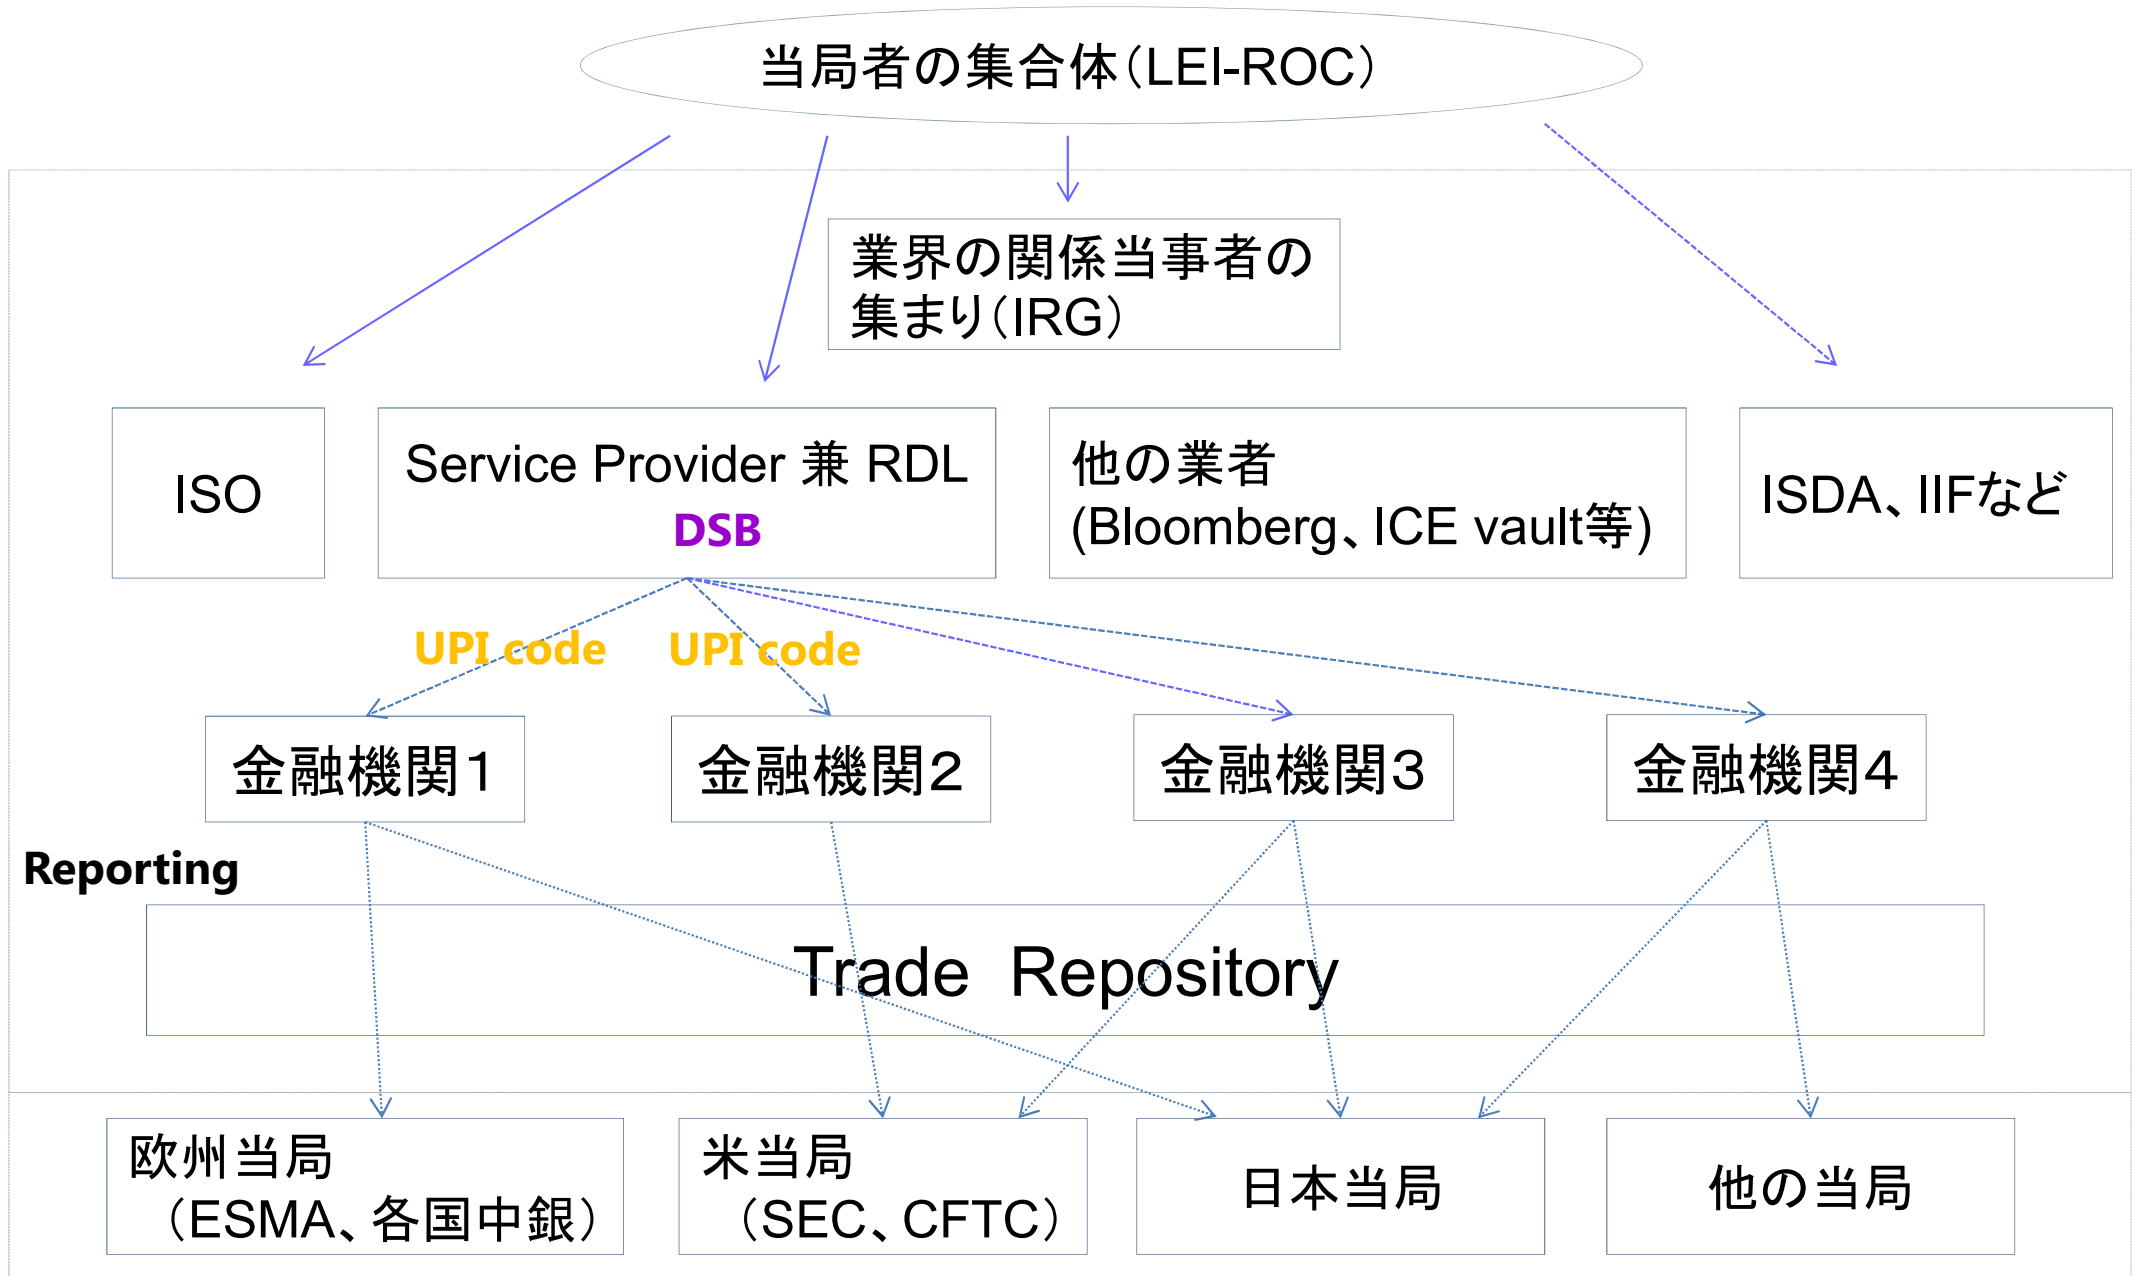 当局者の集合体（LEI-ROC）
業界の関係当事者の
集まり（IRG）
ISO
Service Provider 兼 RDL
DSB
他の業者
(Bloomberg、ICE vault等)
ISDA、IIFなど
UPI code
UPI code
金融機関１
金融機関２
金融機関３
金融機関４
Reporting
Trade Repository
欧州当局
（ESMA、各国中銀）
米当局
（SEC、CFTC）
日本当局
他の当局